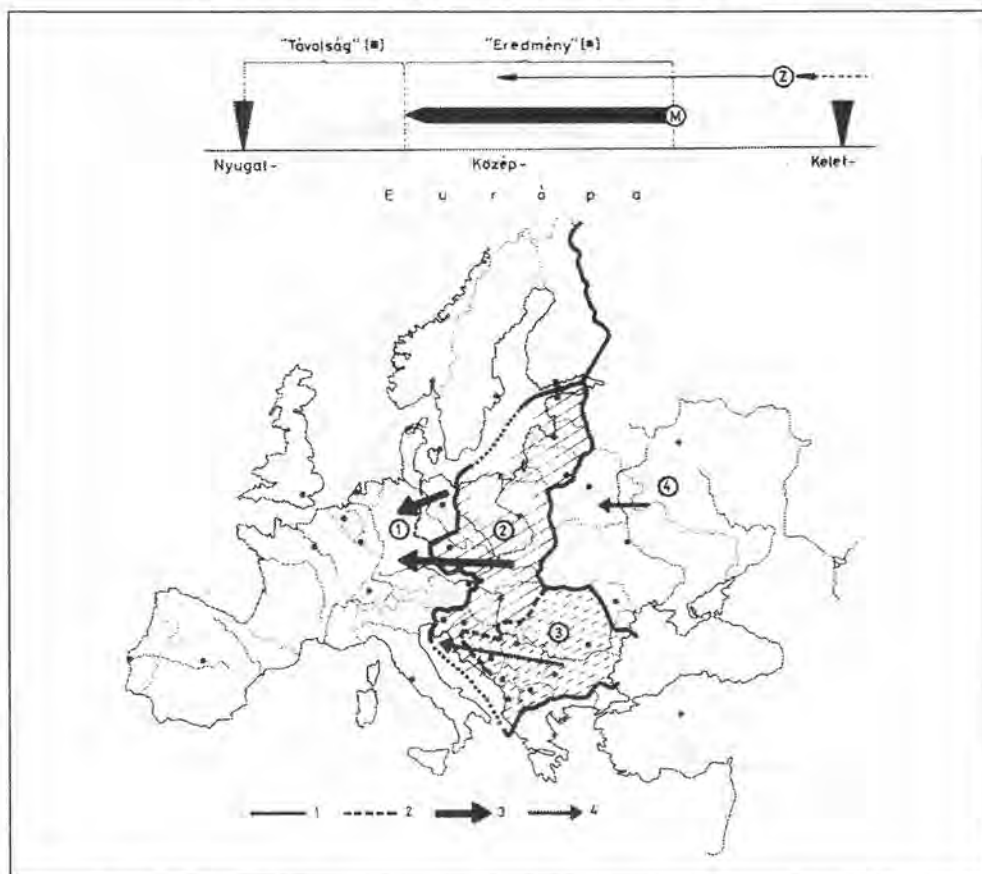 "Távolság" (■) "Eredmény" (■)
Z
M
Nyugat- Közép- Kelet-
E u r ó p a
4
1 2
3
1 2 3 4